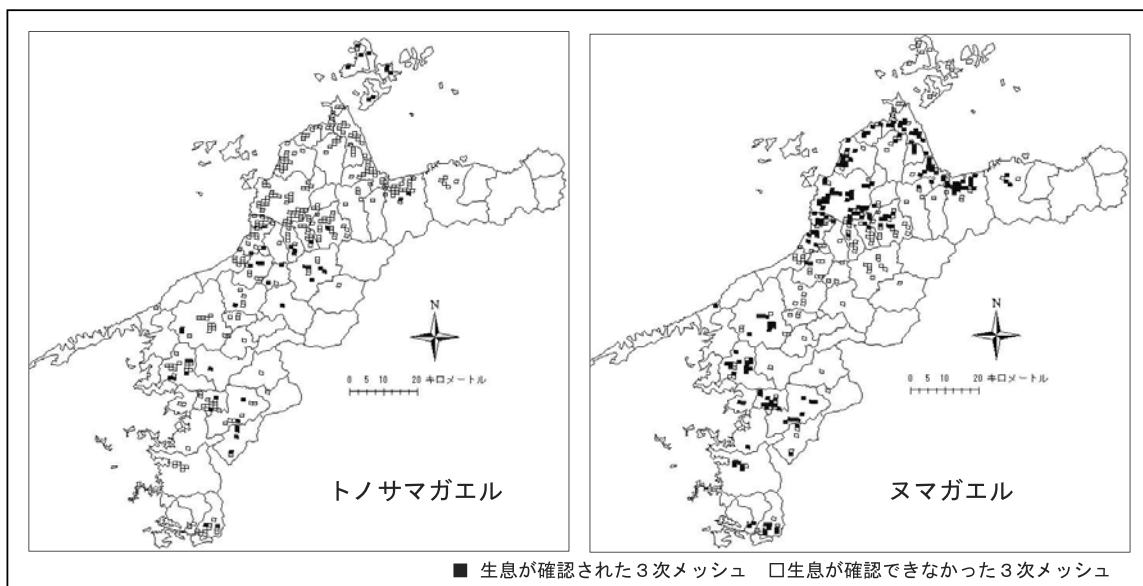 N
0 5 10 20 キロメートル
トノサマガエル
N
0 5 10 20 キロメートル
ヌマガエル
■ 生息が確認された3次メッシュ □生息が確認できなかった3次メッシュ